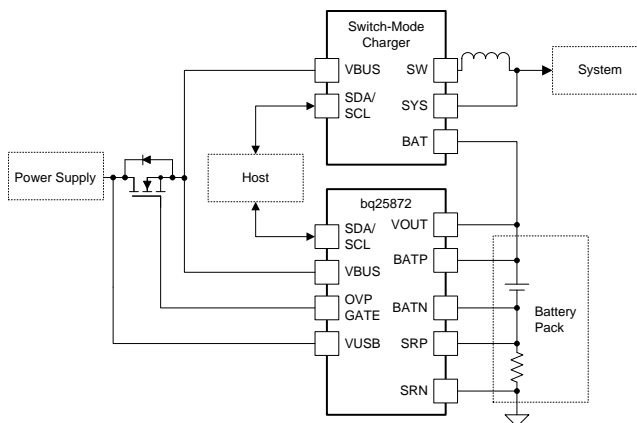 Switch-Mode
Charger
VBUS
SW
SDA/
SCL
SYS
BAT
System
Power Supply
Host
bq25872
SDA/
SCL
VOUT
VBUS
BATP
OVP
GATE
BATN
VUSB
SRP
SRN
Battery
Pack